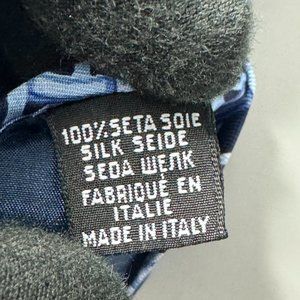 100% SETA SOIE
SILK SEIDE
SEDA ШЕЛК
FABRIQUÉ EN
ITALIE
MADE IN ITALY